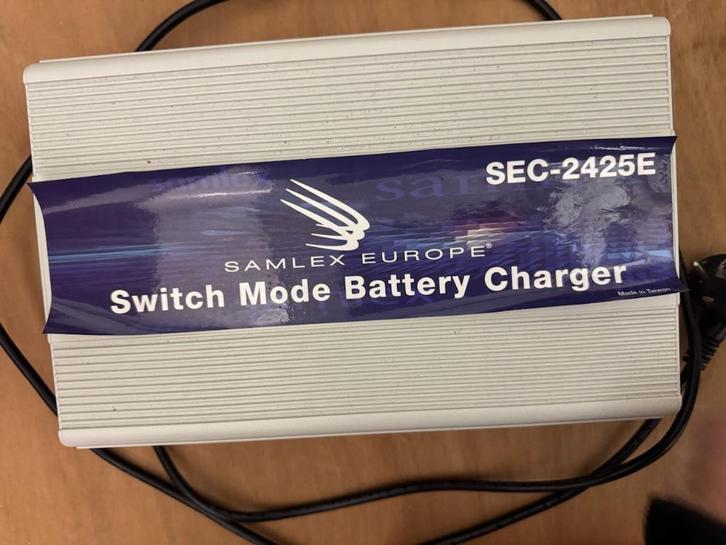 SEC-2425E
SAMLEX EUROPE®
Switch Mode Battery Charger
Made in Taiwan